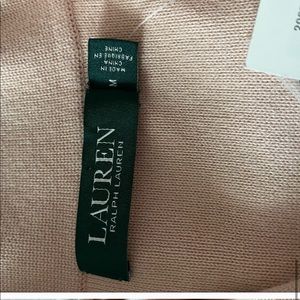 LAUREN
RALPH LAUREN
M
MADE IN
CHINA
FABRIQUÉ EN
CHINE